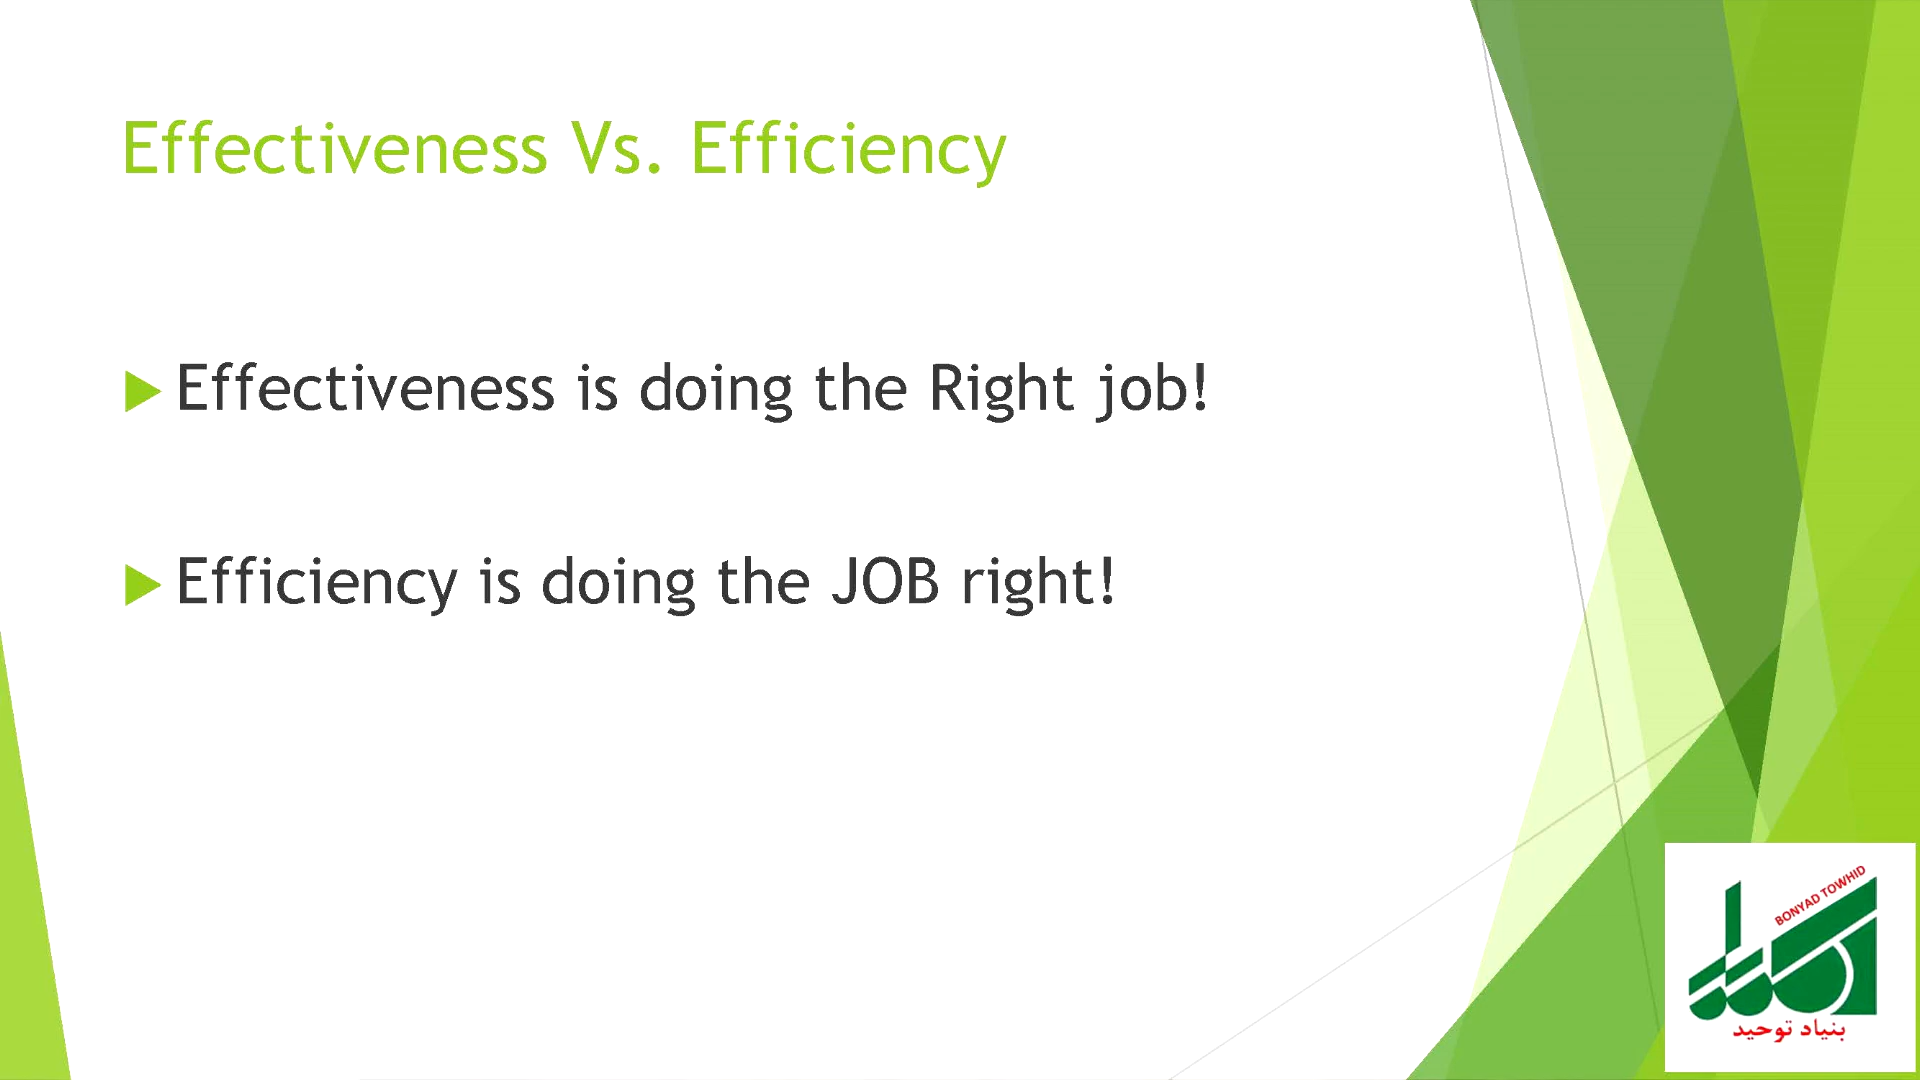 Effectiveness Vs. Efficiency
Effectiveness is doing the Right job!
Efficiency is doing the JOB right!
BONYAD TOWHID
بنیاد توحید